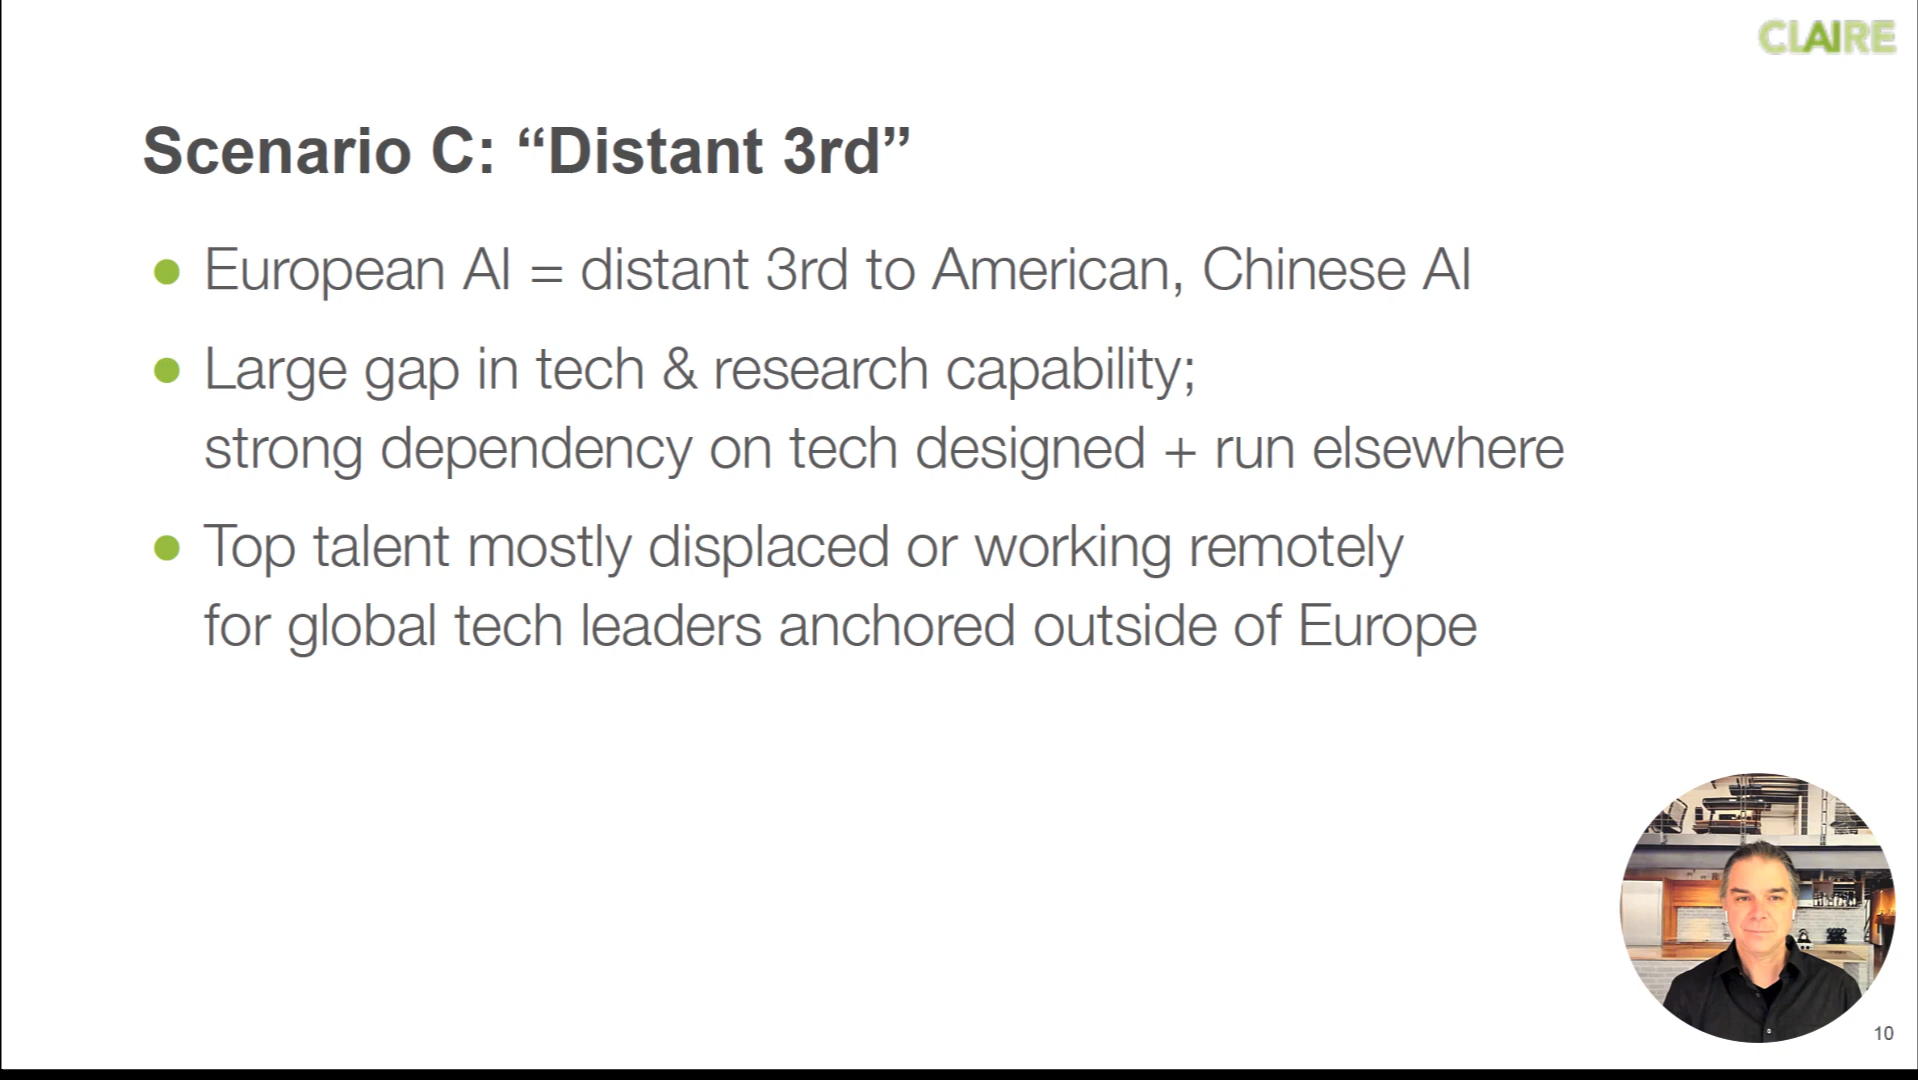 CLAIRE
Scenario C: “Distant 3rd”
European AI = distant 3rd to American, Chinese AI
Large gap in tech & research capability;
strong dependency on tech designed + run elsewhere
Top talent mostly displaced or working remotely
for global tech leaders anchored outside of Europe
10